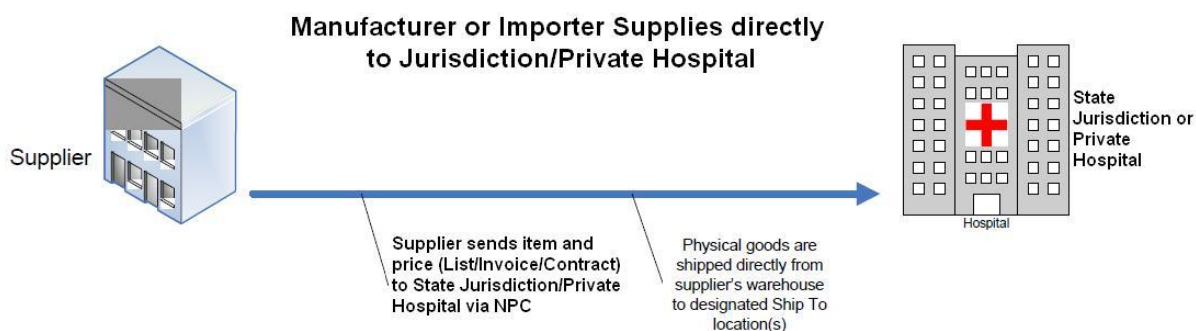 Manufacturer or Importer Supplies directly
to Jurisdiction/Private Hospital
Supplier
State
Jurisdiction or
Private
Hospital
Hospital
Supplier sends item and
price (List/Invoice/Contract)
to State Jurisdiction/Private
Hospital via NPC
Physical goods are
shipped directly from
supplier's warehouse
to designated Ship To
location(s)